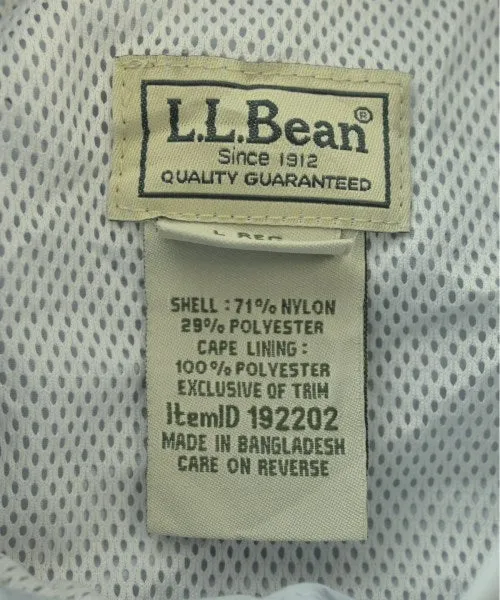 L.L.Bean®
Since 1912
QUALITY GUARANTEED
L REG
SHELL : 71% NYLON
29% POLYESTER
CAPE LINING :
100% POLYESTER
EXCLUSIVE OF TRIM
ItemID 192202
MADE IN BANGLADESH
CARE ON REVERSE